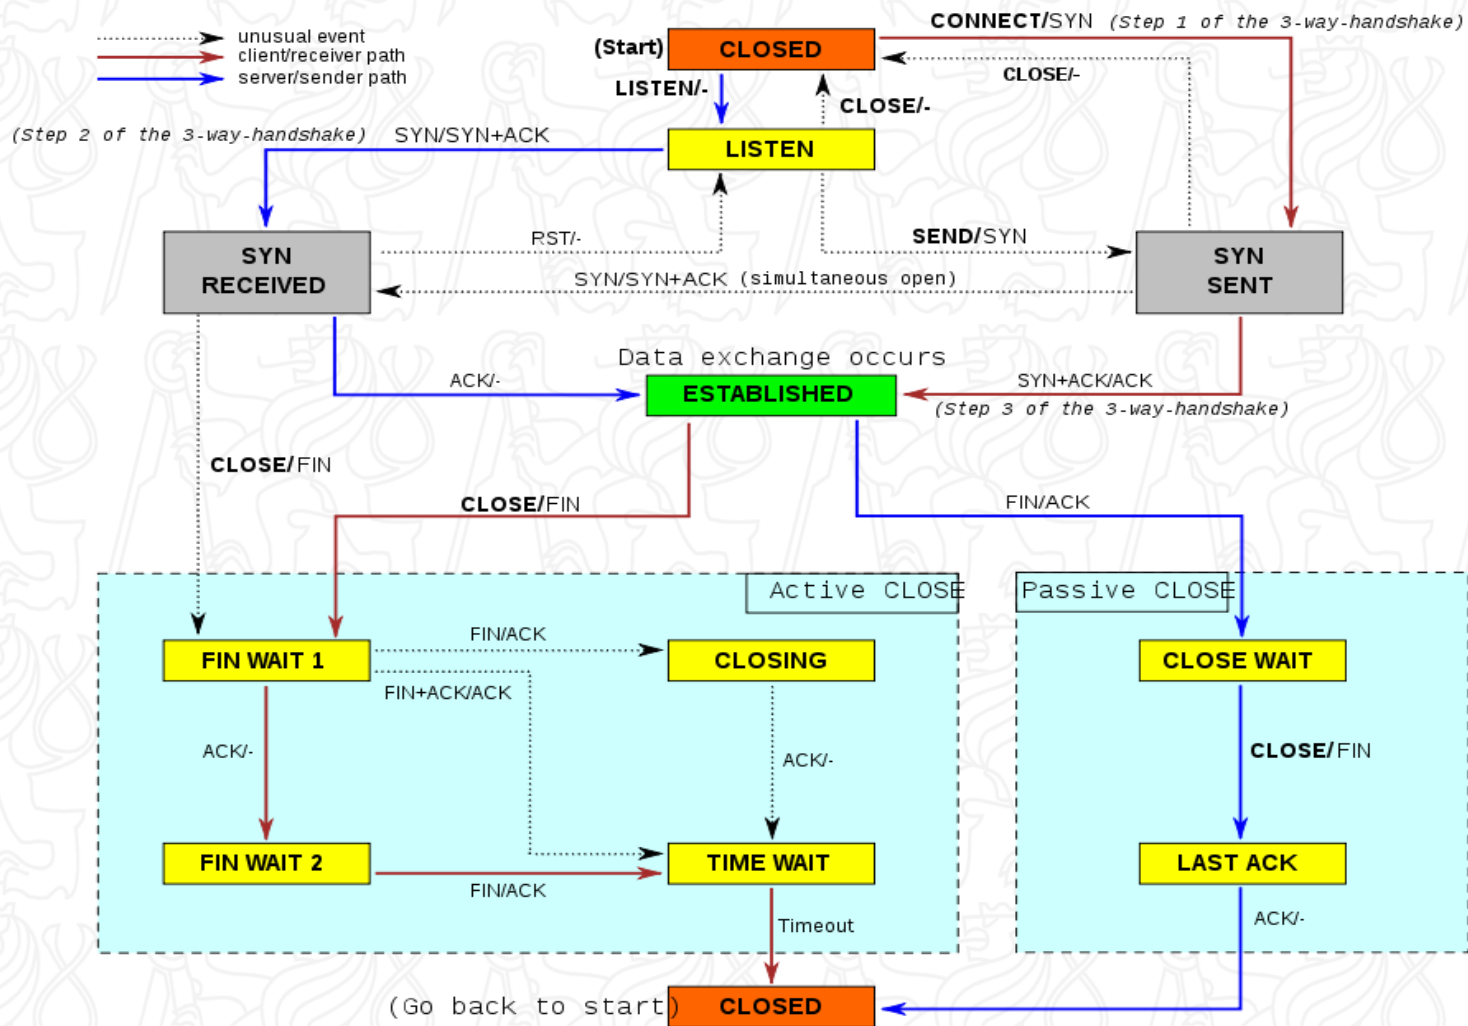 CONNECT/SYN (Step 1 of the 3-way-handshake)
unusual event
client/receiver path
server/sender path
(Start)
CLOSED
CLOSE/-
LISTEN/-
CLOSE/-
(Step 2 of the 3-way-handshake) SYN/SYN+ACK
LISTEN
RST/-
SEND/SYN
SYN
RECEIVED
SYN
SENT
SYN/SYN+ACK (simultaneous open)
Data exchange occurs
ACK/-
ESTABLISHED
SYN+ACK/ACK
(Step 3 of the 3-way-handshake)
CLOSE/FIN
CLOSE/FIN
FIN/ACK
Active CLOSE
Passive CLOSE
FIN WAIT 1
FIN/ACK
CLOSING
CLOSE WAIT
FIN+ACK/ACK
ACK/-
ACK/-
CLOSE/FIN
FIN WAIT 2
FIN/ACK
TIME WAIT
LAST ACK
Timeout
ACK/-
(Go back to start)
CLOSED